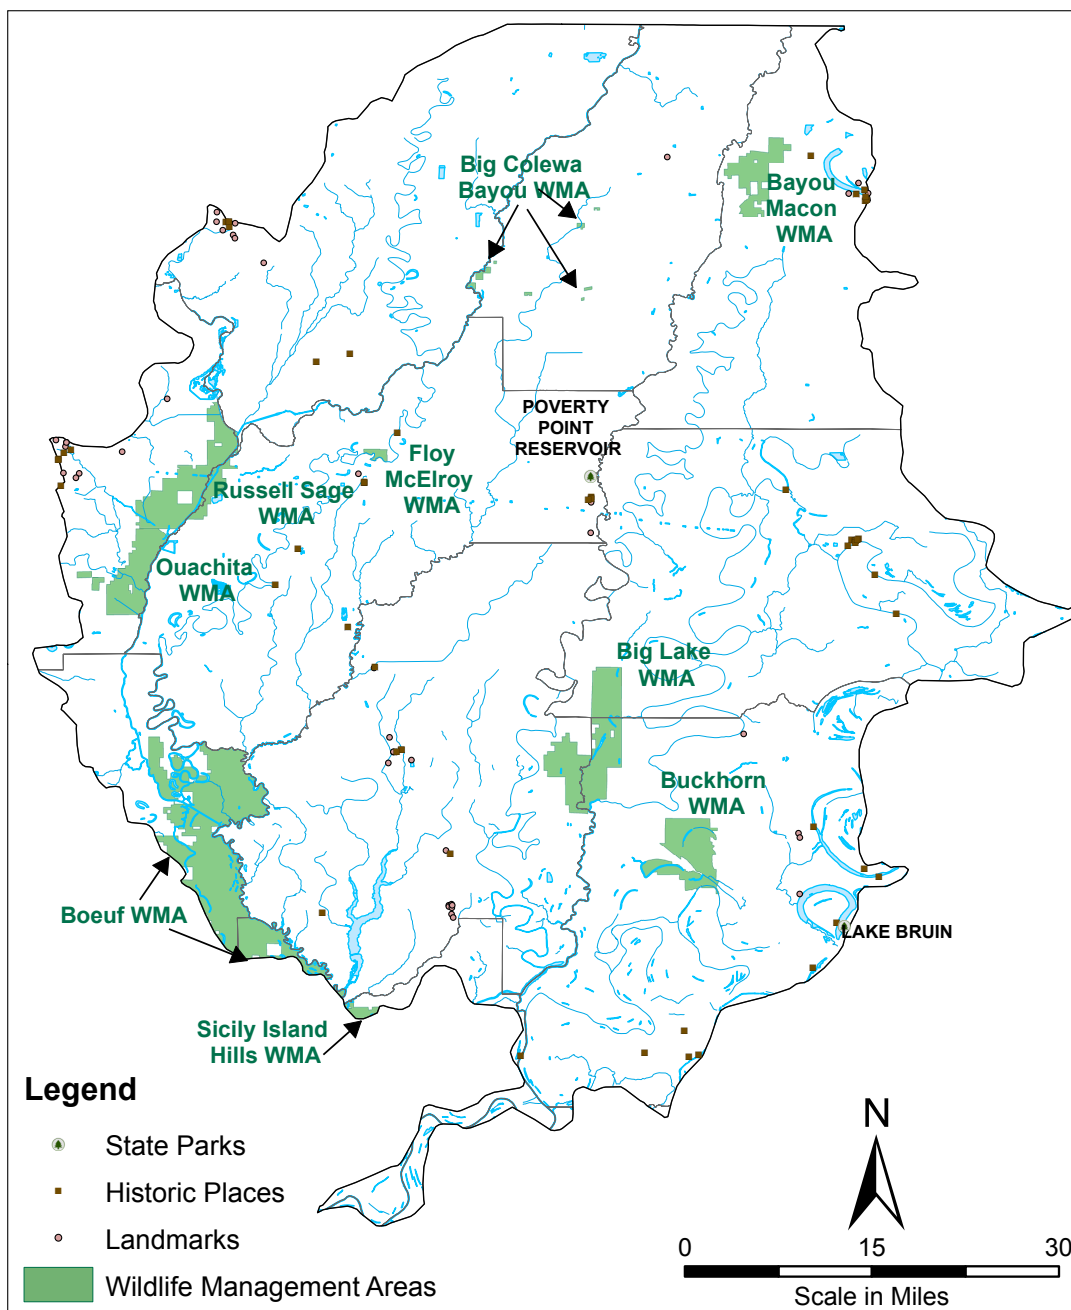 Big Colewa
Bayou WMA
Bayou
Macon
WMA
POVERTY
POINT
RESERVOIR
Floy
McElroy
WMA
Russell Sage
WMA
Ouachita
WMA
Big Lake
WMA
Buckhorn
WMA
Boeuf WMA
LAKE BRUIN
Sicily Island
Hills WMA
Legend
State Parks
Historic Places
Landmarks
Wildlife Management Areas
N
0 15 30
Scale in Miles